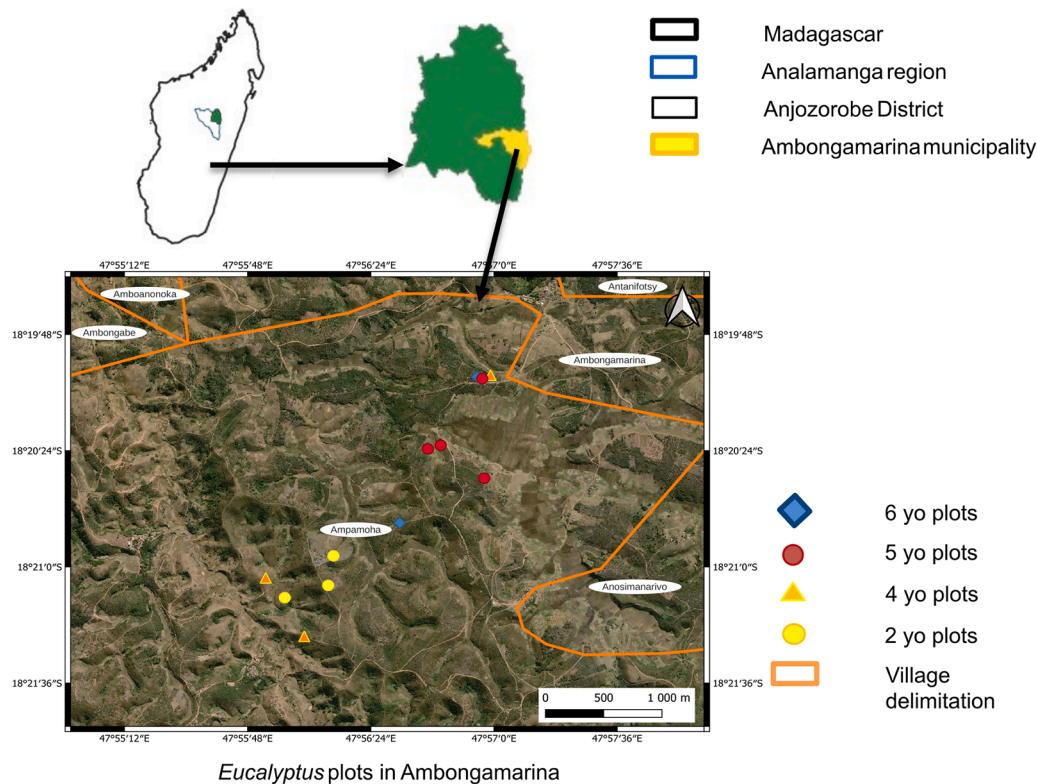 Madagascar
Analamanga region
Anjozorobe District
Ambongamarina municipality
47°55'12"E 47°55'48"E 47°56'24"E 47°57'0"E 47°57'36"E
Antanifotsy
Amboanonoka
Ambongabe
18°19'48"S 18°19'48"S
Ambongamarina
18°20'24"S 18°20'24"S
Ampamoha
18°21'0"S 18°21'0"S
Anosimanarivo
18°21'36"S 18°21'36"S
0 500 1 000 m
47°55'12"E 47°55'48"E 47°56'24"E 47°57'0"E 47°57'36"E
6 yo plots
5 yo plots
4 yo plots
2 yo plots
Village
delimitation
Eucalyptus plots in Ambongamarina